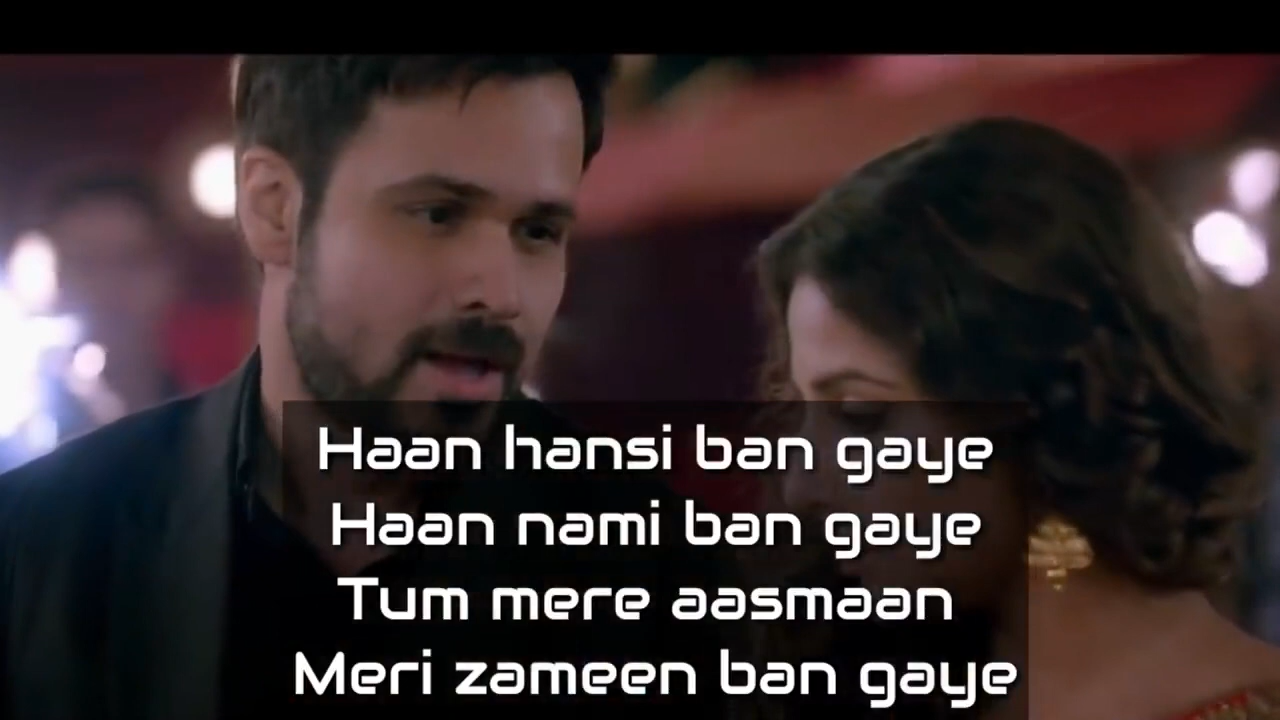 Haan hansi ban gaye
Haan nami ban gaye
Tum mere aasmaan
Meri zameen ban gaye